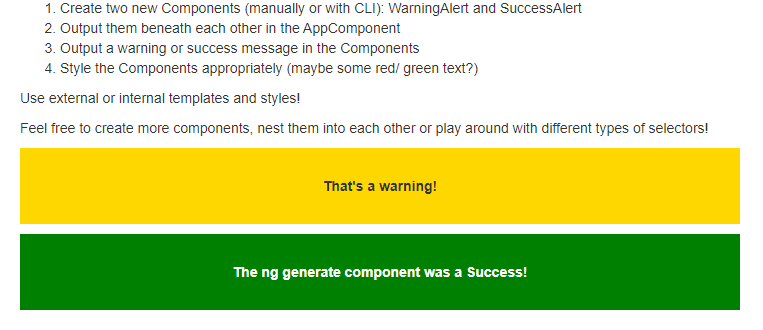 1. Create two new Components (manually or with CLI): WarningAlert and SuccessAlert
2. Output them beneath each other in the AppComponent
3. Output a warning or success message in the Components
4. Style the Components appropriately (maybe some red/ green text?)
Use external or internal templates and styles!
Feel free to create more components, nest them into each other or play around with different types of selectors!
That's a warning!
The ng generate component was a Success!